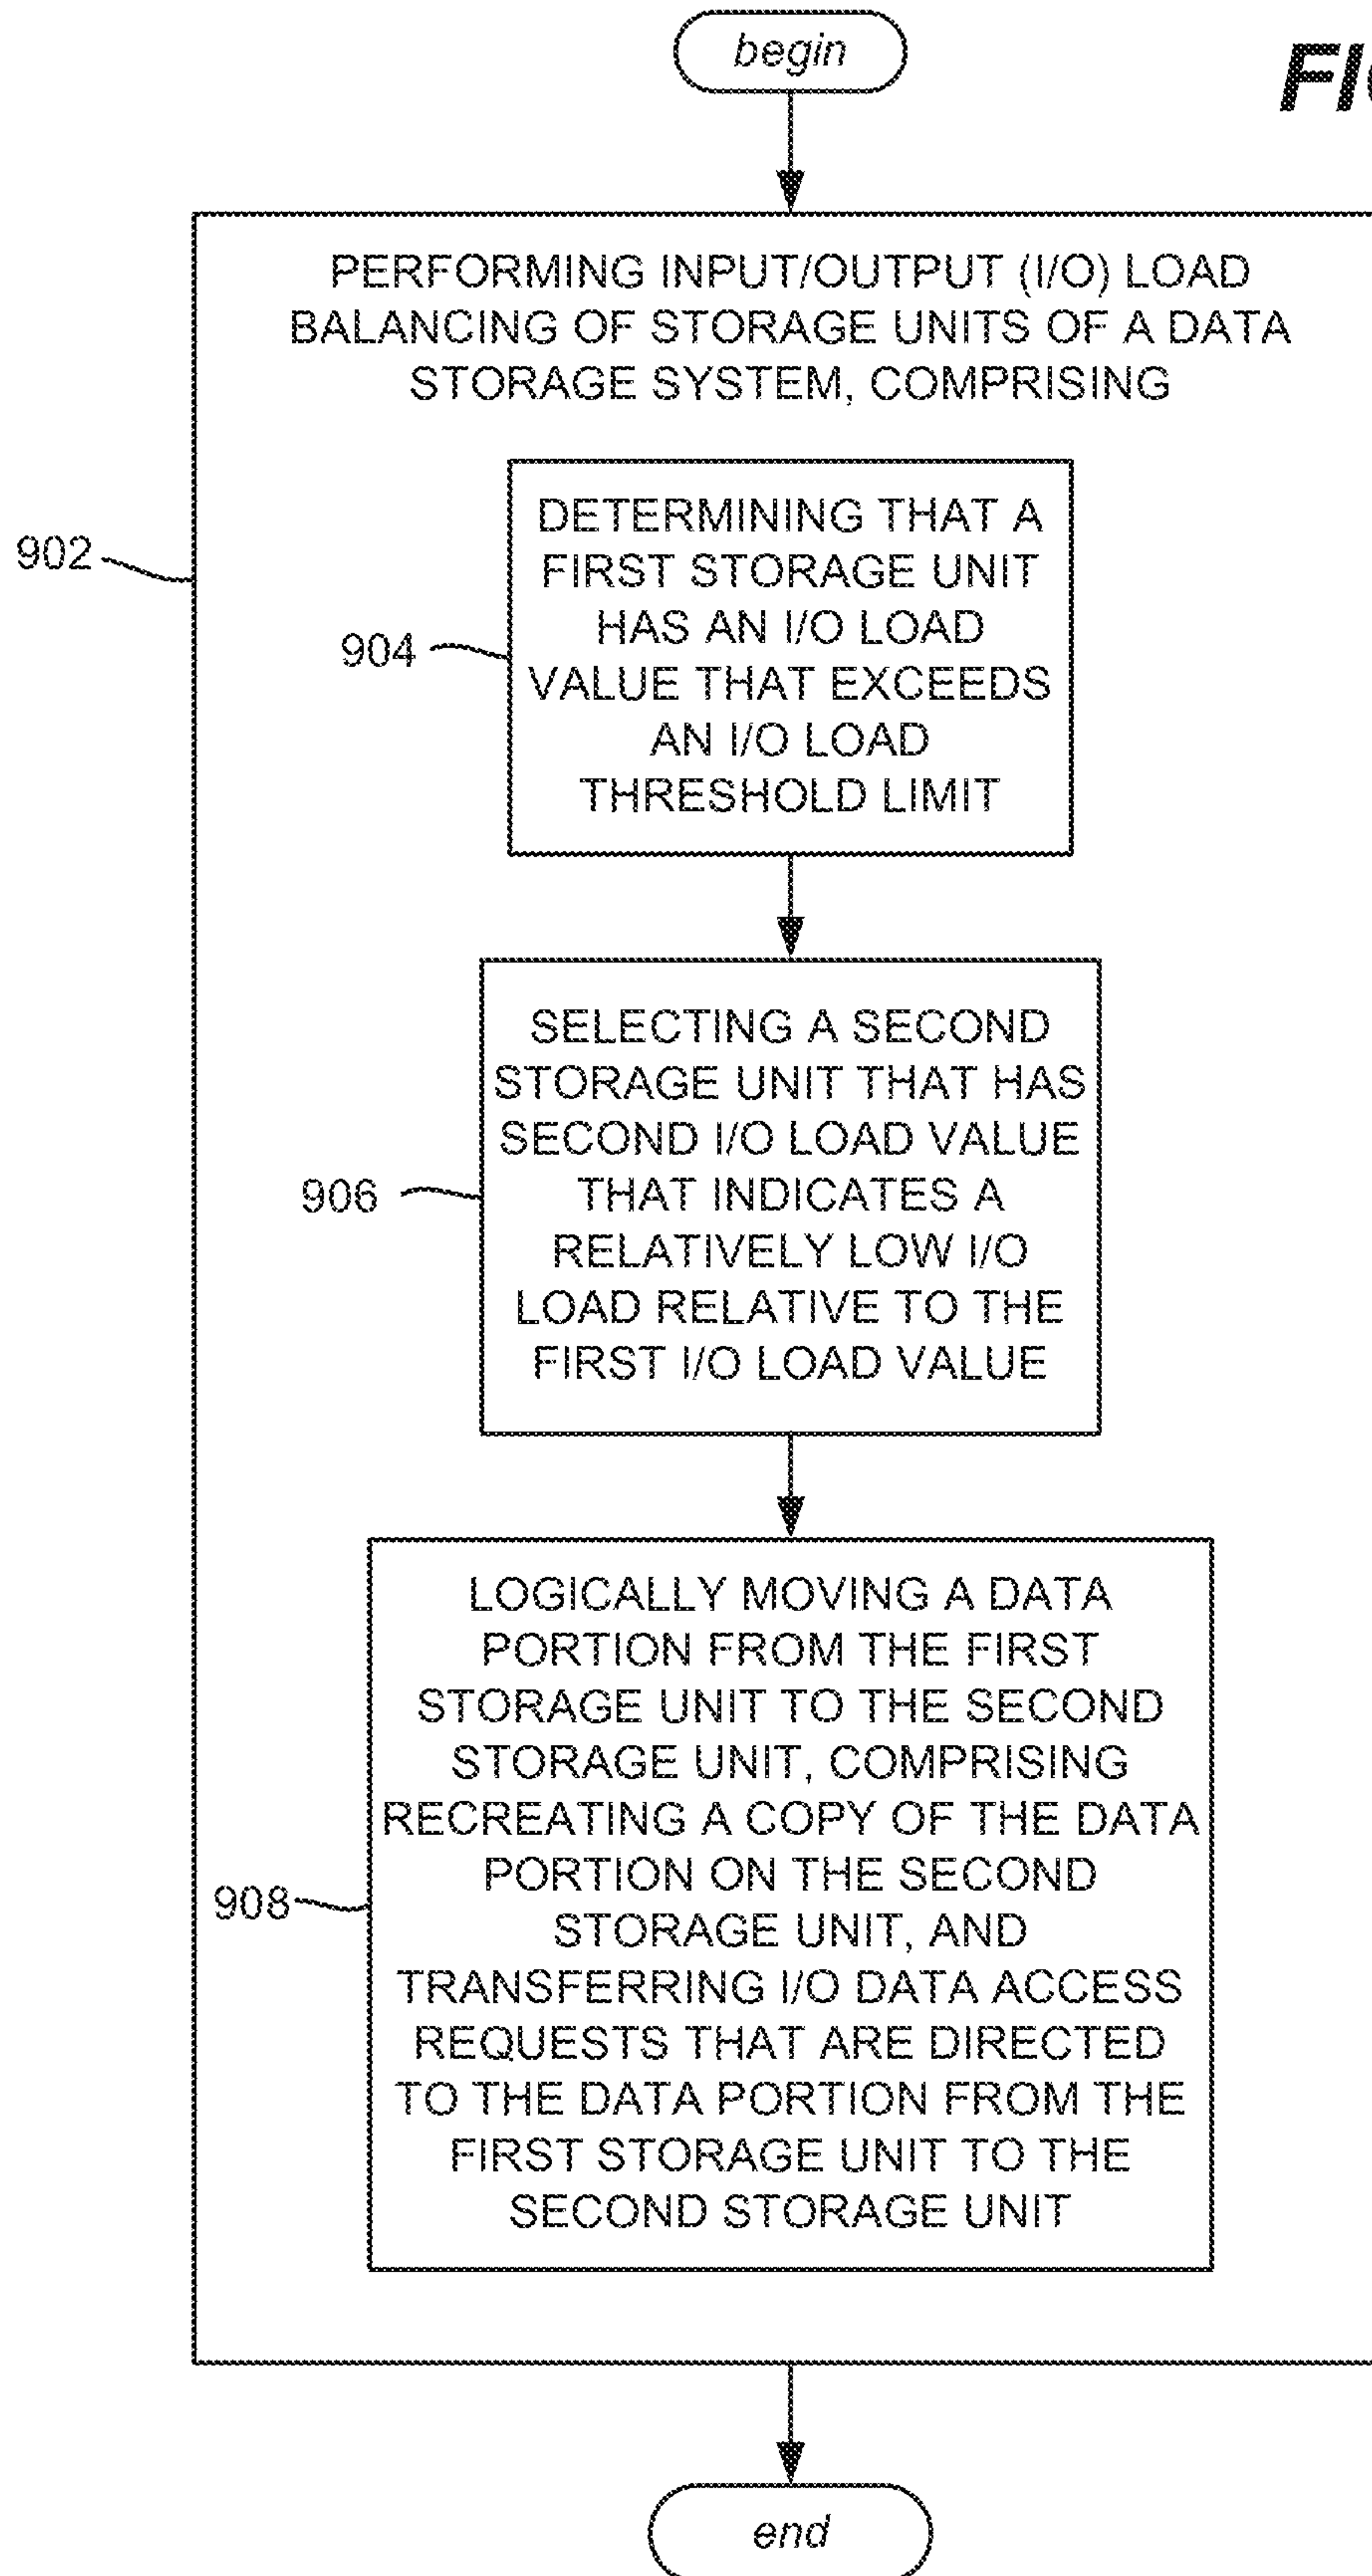 begin
PERFORMING INPUT/OUTPUT (I/O) LOAD
BALANCING OF STORAGE UNITS OF A DATA
STORAGE SYSTEM, COMPRISING
902
904
DETERMINING THAT A
FIRST STORAGE UNIT
HAS AN I/O LOAD
VALUE THAT EXCEEDS
AN I/O LOAD
THRESHOLD LIMIT
906
SELECTING A SECOND
STORAGE UNIT THAT HAS
SECOND I/O LOAD VALUE
THAT INDICATES A
RELATIVELY LOW I/O
LOAD RELATIVE TO THE
FIRST I/O LOAD VALUE
908
LOGICALLY MOVING A DATA
PORTION FROM THE FIRST
STORAGE UNIT TO THE SECOND
STORAGE UNIT, COMPRISING
RECREATING A COPY OF THE DATA
PORTION ON THE SECOND
STORAGE UNIT, AND
TRANSFERRING I/O DATA ACCESS
REQUESTS THAT ARE DIRECTED
TO THE DATA PORTION FROM THE
FIRST STORAGE UNIT TO THE
SECOND STORAGE UNIT
end